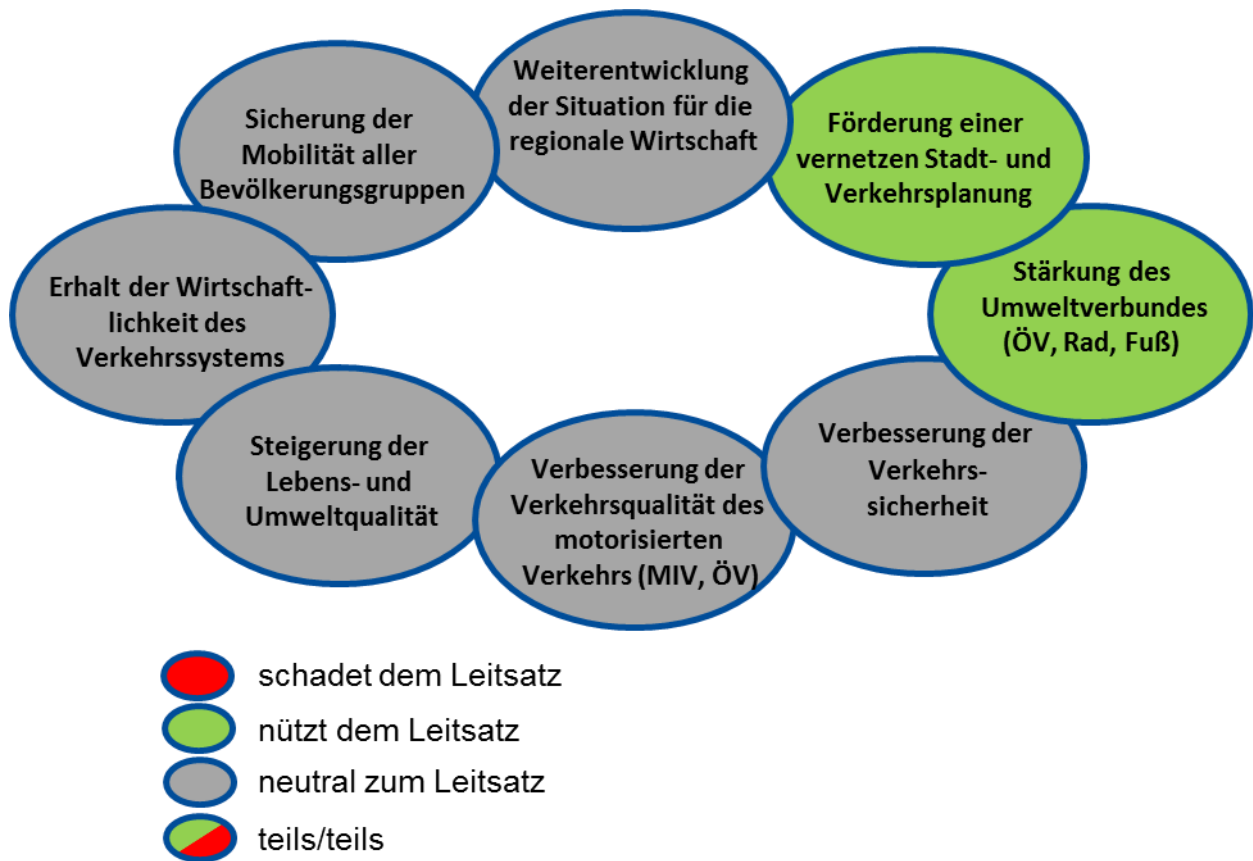 Weiterentwicklung
der Situation für die
regionale Wirtschaft
Förderung einer
vernetzen Stadt- und
Verkehrsplanung
Stärkung des
Umweltverbundes
(ÖV, Rad, Fuß)
Verbesserung der
Verkehrs-
sicherheit
Verbesserung der
Verkehrsqualität des
motorisierten
Verkehrs (MIV, ÖV)
Steigerung der
Lebens- und
Umweltqualität
Erhalt der Wirtschaft-
lichkeit des
Verkehrssystems
Sicherung der
Mobilität aller
Bevölkerungsgruppen
schadet dem Leitsatz
nützt dem Leitsatz
neutral zum Leitsatz
teils/teils